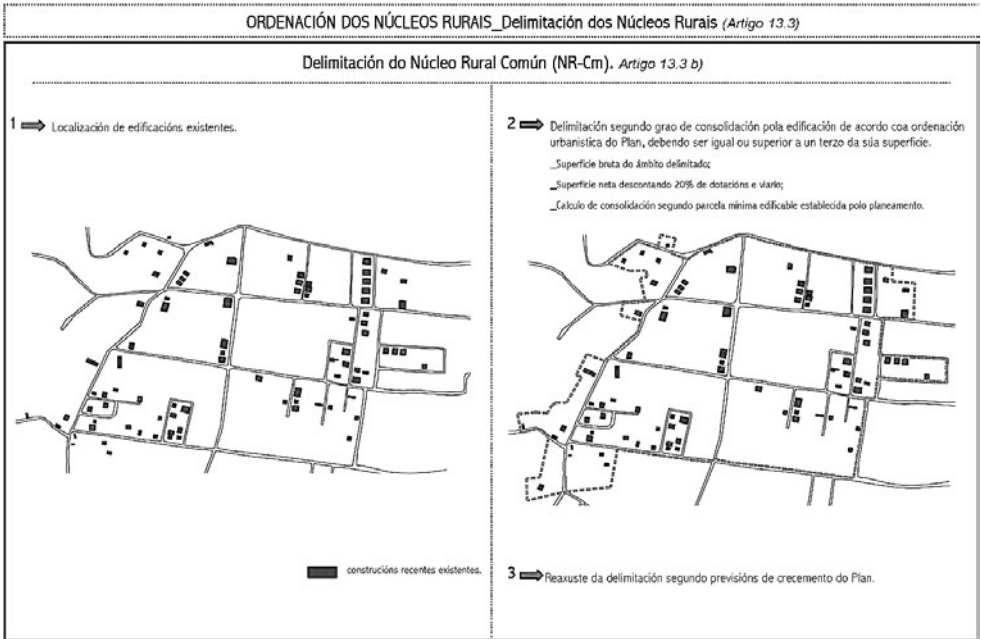 ORDENACIÓN DOS NÚCLEOS RURAIS_Delimitación dos Núcleos Rurais (Artigo 13.3)
Delimitación do Núcleo Rural Común (NR-Cm). Artigo 13.3 b)
1 Localización de edificacións existentes.
construcións recentes existentes.
2 Delimitación segundo grao de consolidación pola edificación de acordo coa ordenación
urbanistica do Plan, debendo ser igual ou superior a un terzo da súa superficie.
_Superficie bruta do ámbito delimitado;
_Superficie neta descontando 20% de dotacións e viario;
_Calculo de consolidación segundo parcela mínima edificable establecida polo planeamento.
3 Reaxuste da delimitación segundo previsións de crecemento do Plan.